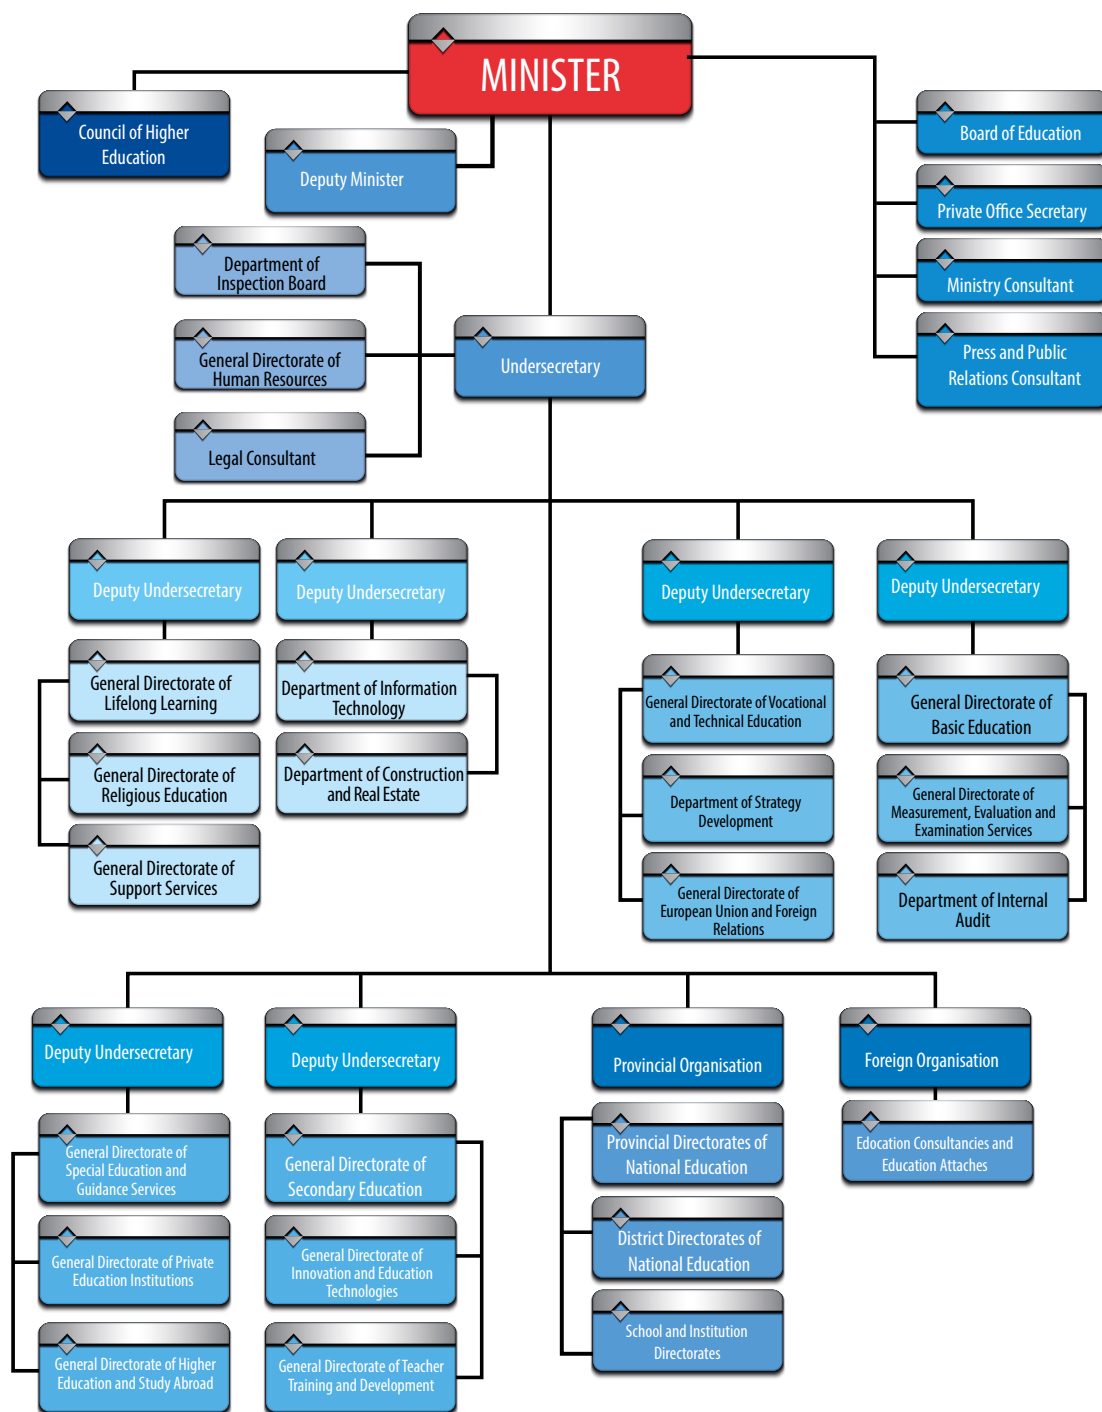 MINISTER
Council of Higher
Education
Deputy Minister
Board of Education
Private Office Secretary
Ministry Consultant
Press and Public
Relations Consultant
Department of
Inspection Board
General Directorate of
Human Resources
Legal Consultant
Undersecretary
Deputy Undersecretary
General Directorate of
Lifelong Learning
General Directorate of
Religious Education
General Directorate of
Support Services
Deputy Undersecretary
Department of Information
Technology
Department of Construction
and Real Estate
Deputy Undersecretary
General Directorate of Vocational
and Technical Education
Department of Strategy
Development
General Directorate of
European Union and Foreign
Relations
Deputy Undersecretary
General Directorate of
Basic Education
General Directorate of
Measurement, Evaluation and
Examination Services
Department of Internal
Audit
Deputy Undersecretary
General Directorate of
Special Education and
Guidance Services
General Directorate of Private
Education Institutions
General Directorate of Higher
Education and Study Abroad
Deputy Undersecretary
General Directorate of
Secondary Education
General Directorate of
Innovation and Education
Technologies
General Directorate of Teacher
Training and Development
Provincial Organisation
Provincial Directorates of
National Education
District Directorates of
National Education
School and Institution
Directorates
Foreign Organisation
Edocation Consultancies and
Education Attaches